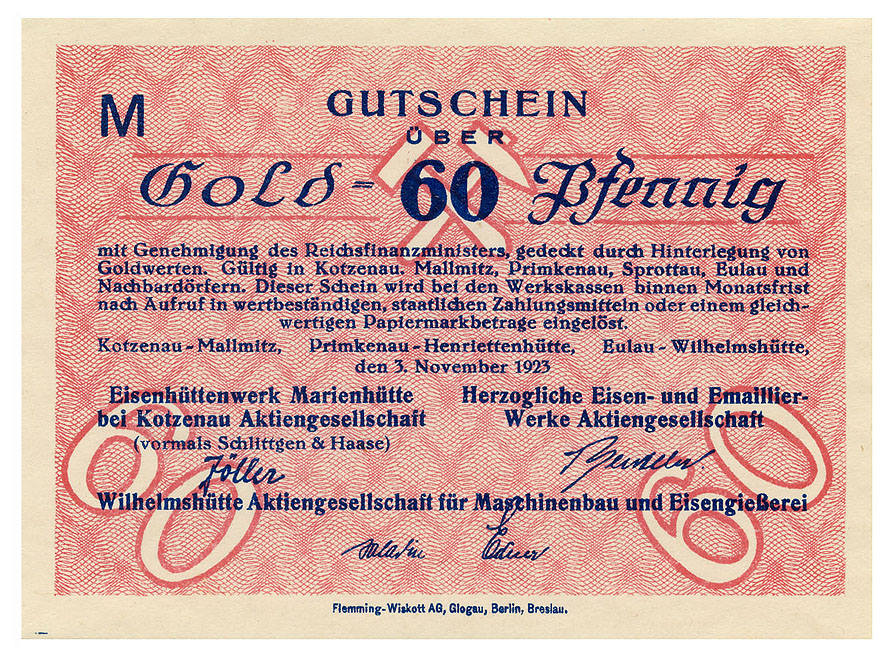 M
GUTSCHEIN
ÜBER
Gold-60 Pfennig
mit Genehmigung des Reichsfinanzministers, gedeckt durch Hinterlegung von
Goldwerten. Gültig in Kotzenau. Mallmitz, Primkenau, Sprottau, Eulau und
Nachbardörfern. Dieser Schein wird bei den Werkskassen binnen Monatsfrist
nach Aufruf in wertbeständigen, staatlichen Zahlungsmitteln oder einem gleich-
wertigen Papiermarkbetrage eingelöst.
Kotzenau-Mallmitz, Primkenau-Henriettenhütte, Eulau-Wilhelmshütte,
den 3. November 1923
Eisenhüttenwerk Marienhütte
bei Kotzenau Aktiengesellschaft
(vormals Schlittgen & Haase)
Jöller
Herzogliche Eisen- und Emaillier-
Werke Aktiengesellschaft
Wilhelmshütte Aktiengesellschaft für Maschinenbau und Eisengießerei
60
60
Flemming-Wiskott AG, Glogau, Berlin, Breslau.